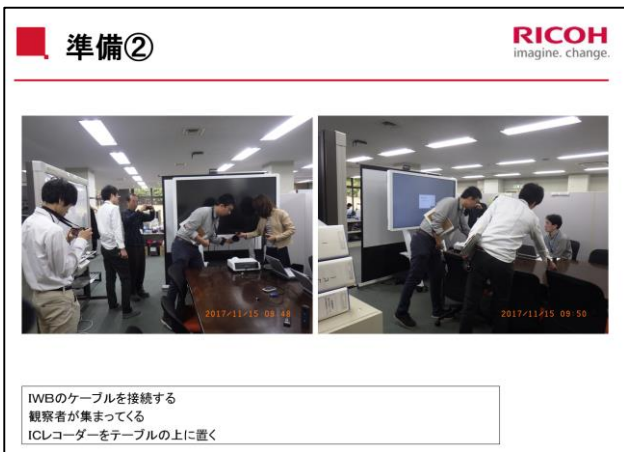 準備②
RICOH
imagine. change.
2017/11/15 09:48
2017/11/15 09:50
IWBのケーブルを接続する
観察者が集まってくる
ICレコーダーをテーブルの上に置く